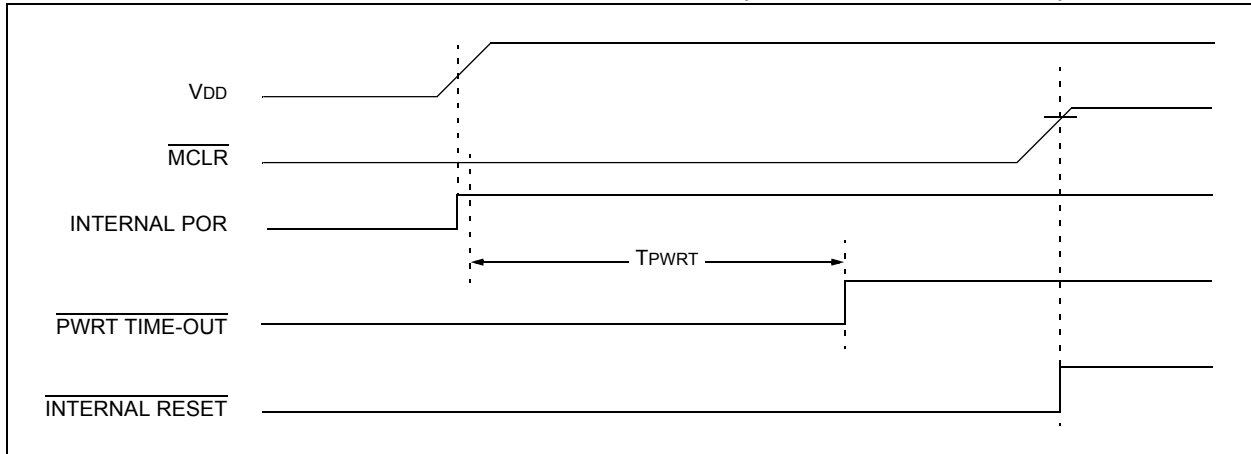 VDD
MCLR
INTERNAL POR
TPWRT
PWRT TIME-OUT
INTERNAL RESET